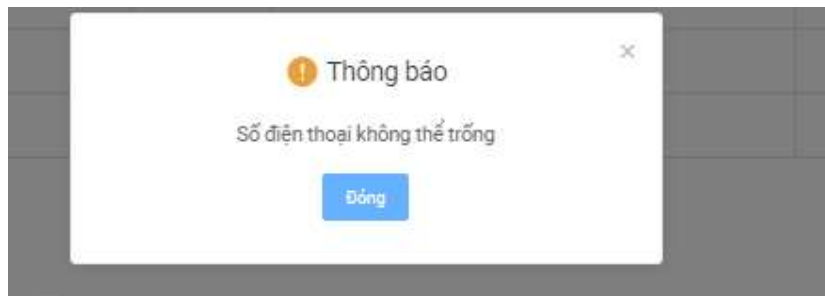 Thông báo
Số điện thoại không thể trống
Đóng